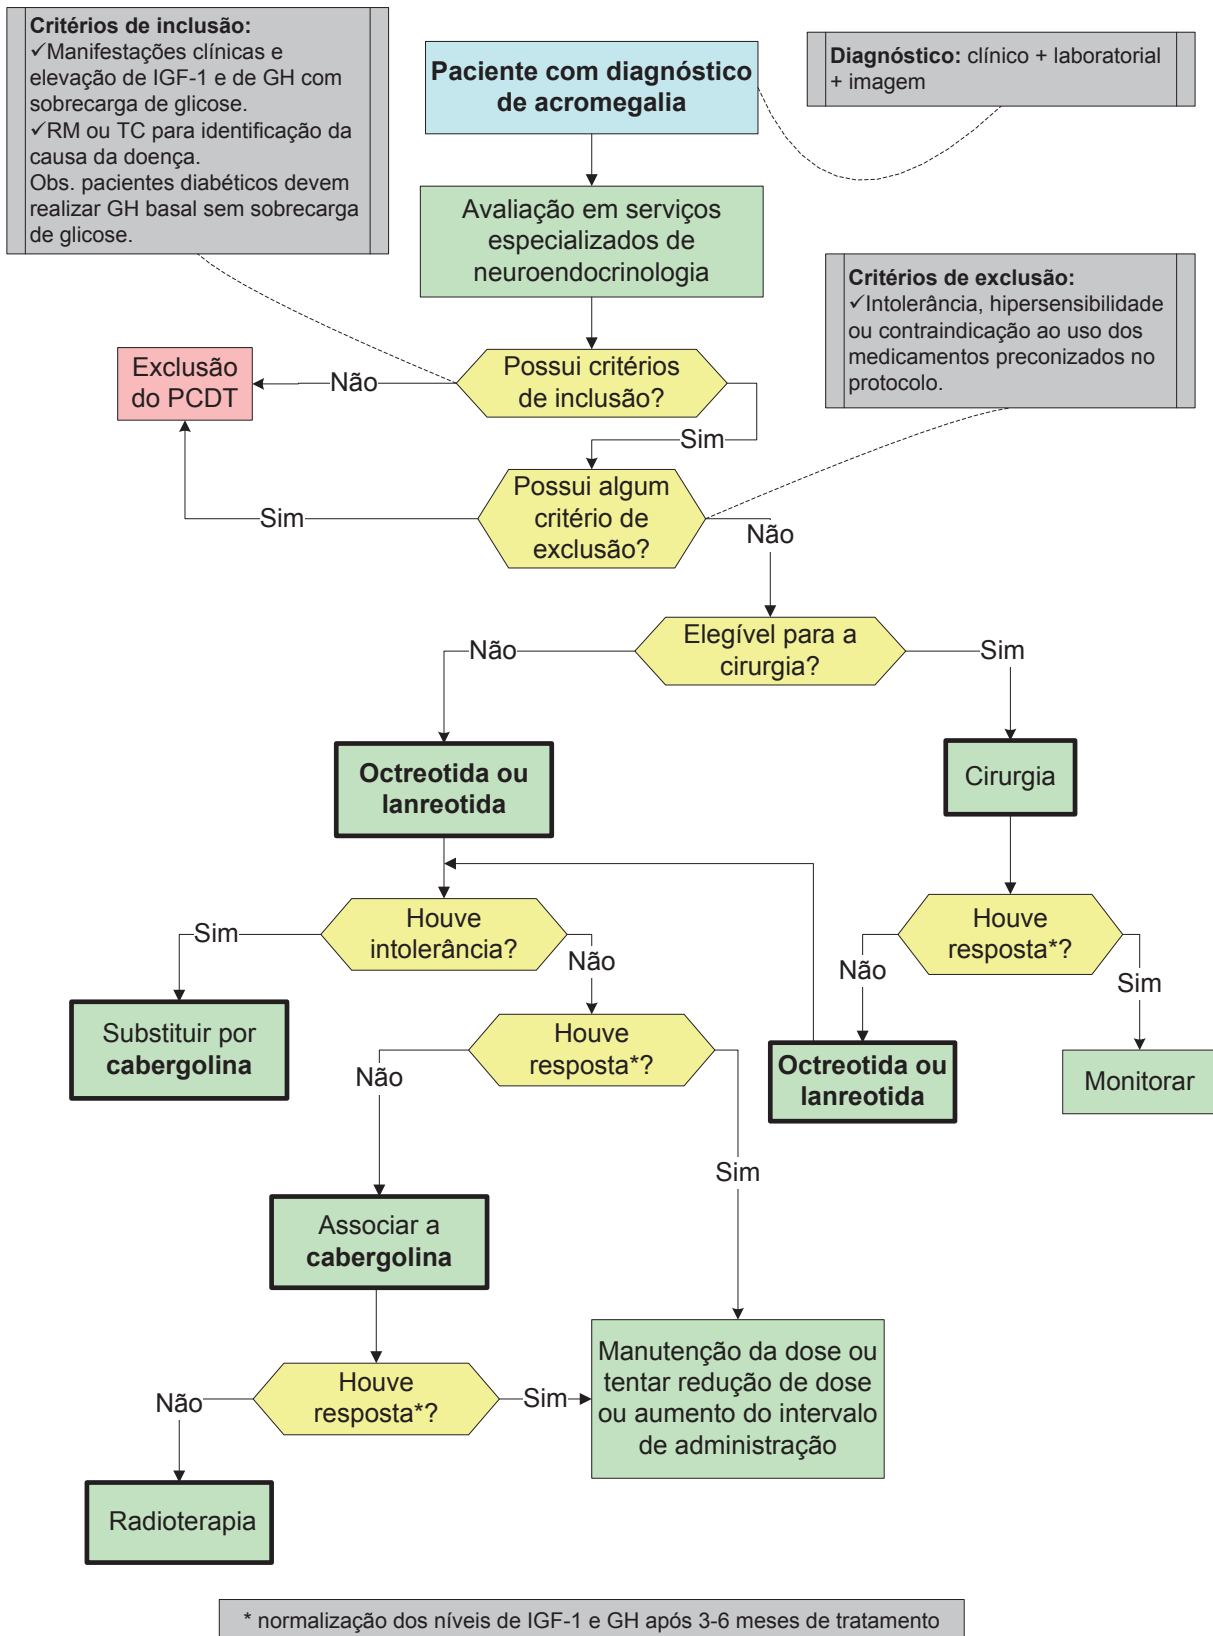 Critérios de inclusão:
✓Manifestações clínicas e
elevação de IGF-1 e de GH com
sobrecarga de glicose.
✓RM ou TC para identificação da
causa da doença.
Obs. pacientes diabéticos devem
realizar GH basal sem sobrecarga
de glicose.
Paciente com diagnóstico
de acromegalia
Diagnóstico: clínico + laboratorial
+ imagem
Avaliação em serviços
especializados de
neuroendocrinologia
Critérios de exclusão:
✓Intolerância, hipersensibilidade
ou contraindicação ao uso dos
medicamentos preconizados no
protocolo.
Possui critérios
de inclusão?
Não
Exclusão
do PCDT
Sim
Possui algum
critério de
exclusão?
Sim
Não
Elegível para a
cirurgia?
Não
Sim
Octreotida ou
lanreotida
Cirurgia
Houve
intolerância?
Sim
Não
Houve
resposta*?
Não
Sim
Substituir por
cabergolina
Houve
resposta*?
Não
Sim
Octreotida ou
lanreotida
Monitorar
Associar a
cabergolina
Houve
resposta*?
Não
Sim
Manutenção da dose ou
tentar redução de dose
ou aumento do intervalo
de administração
Radioterapia
* normalização dos níveis de IGF-1 e GH após 3-6 meses de tratamento